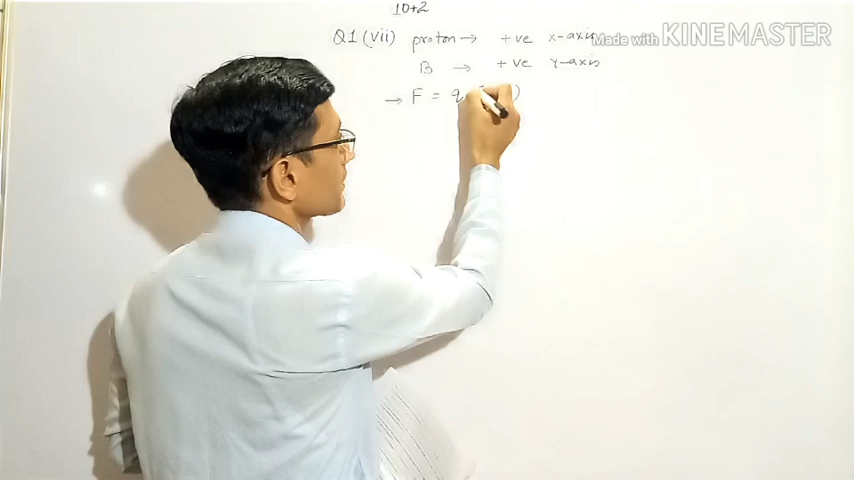 10+2
Q1 (vii) proton → +ve x-axis
Made with KINEMASTER
B → +ve Y-axis
→ F = q )